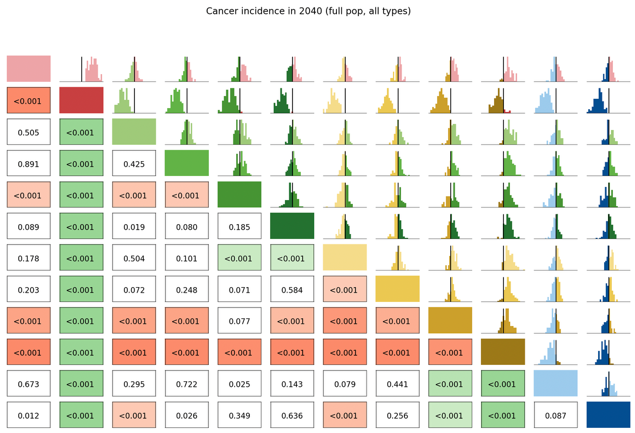 Cancer incidence in 2040 (full pop, all types)
<0.001
0.505 <0.001
0.891 <0.001 0.425
<0.001 <0.001 <0.001 <0.001
0.089 <0.001 0.019 0.080 0.185
0.178 <0.001 0.504 0.101 <0.001 <0.001
0.203 <0.001 0.072 0.248 0.071 0.584 <0.001
<0.001 <0.001 <0.001 <0.001 0.077 <0.001 <0.001 <0.001
<0.001 <0.001 <0.001 <0.001 <0.001 <0.001 <0.001 <0.001 <0.001
0.673 <0.001 0.295 0.722 0.025 0.143 0.079 0.441 <0.001 <0.001
0.012 <0.001 <0.001 0.026 0.349 0.636 <0.001 0.256 <0.001 <0.001 0.087